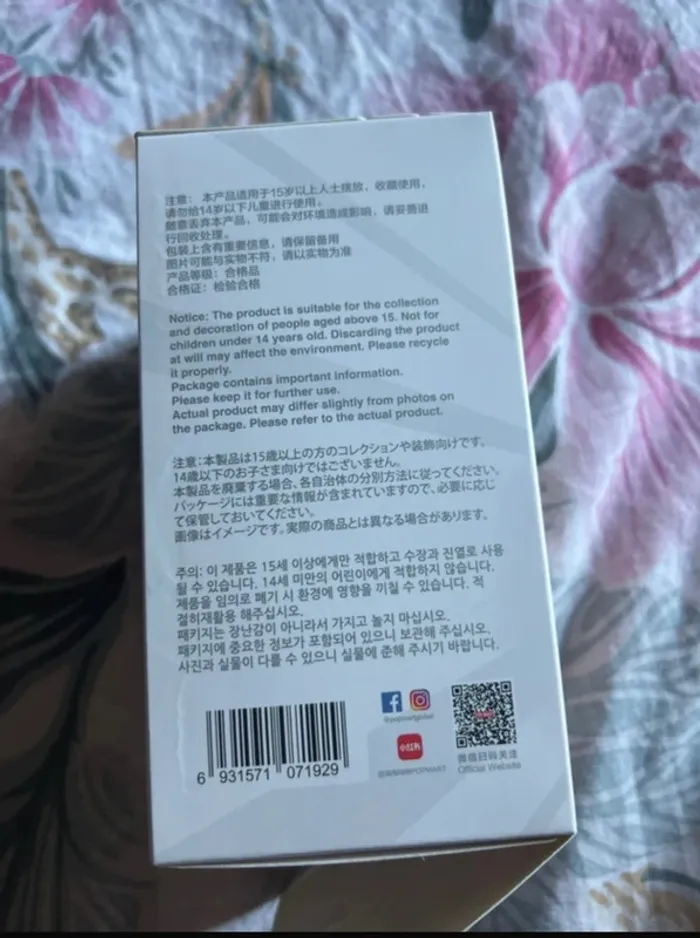 注意: 本产品适用于15岁以上人士摆放，收藏使用，
请勿给14岁以下儿童进行使用。
随意丢弃本产品，可能会对环境造成影响，请妥善进
行回收处理。
包装上含有重要信息，请保留备用
图片可能与实物不符，请以实物为准
产品等级: 合格品
合格证: 检验合格
Notice: The product is suitable for the collection
and decoration of people aged above 15. Not for
children under 14 years old. Discarding the product
at will may affect the environment. Please recycle
it properly.
Package contains important information.
Please keep it for further use.
Actual product may differ slightly from photos on
the package. Please refer to the actual product.
注意:本製品は15歳以上の方のコレクションや装飾向けです。
14歳以下のお子さま向けではございません。
本製品を廃棄する場合、各自治体の分別方法に従ってください。
パッケージには重要な情報が含まれていますので、必要に応じ
て保管しておいてください。
画像はイメージです。実際の商品とは異なる場合があります。
주의: 이 제품은 15세 이상에게만 적합하고 수장과 진열로 사용
될 수 있습니다. 14세 미만의 어린이에게 적합하지 않습니다. 이
제품을 임의로 폐기 시 환경에 영향을 끼칠 수 있습니다. 적
절히재활용 해주십시오.
패키지는 장난감이 아니라서 가지고 놀지 마십시오.
패키지에 중요한 정보가 포함되어 있으니 보관해 주십시오.
사진과 실물이 다를 수 있으니 실물에 준해 주시기 바랍니다.
@popmartglobal
小红书
POPMART
微信扫码关注
Official Website
6 931571 071929